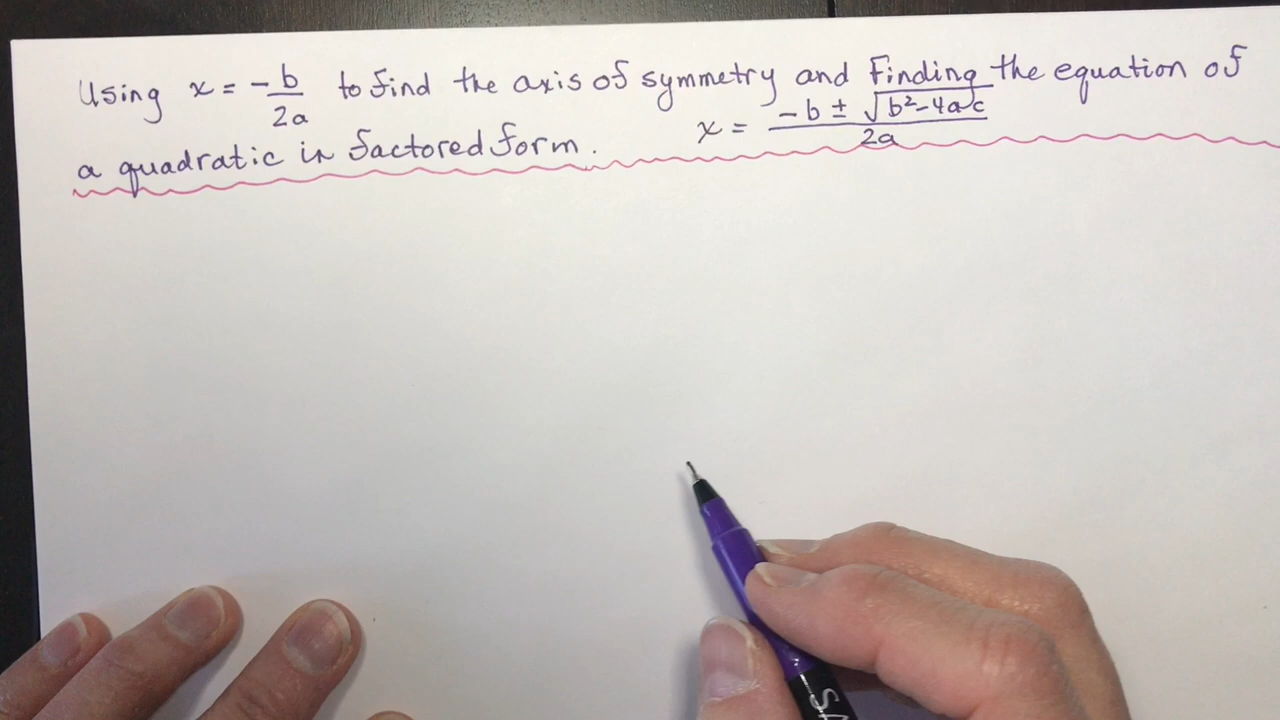 Using x = -b/2a to find the axis of symmetry and Finding the equation of
a quadratic in factored form. x = -b ± √b²-4ac/2a
SA